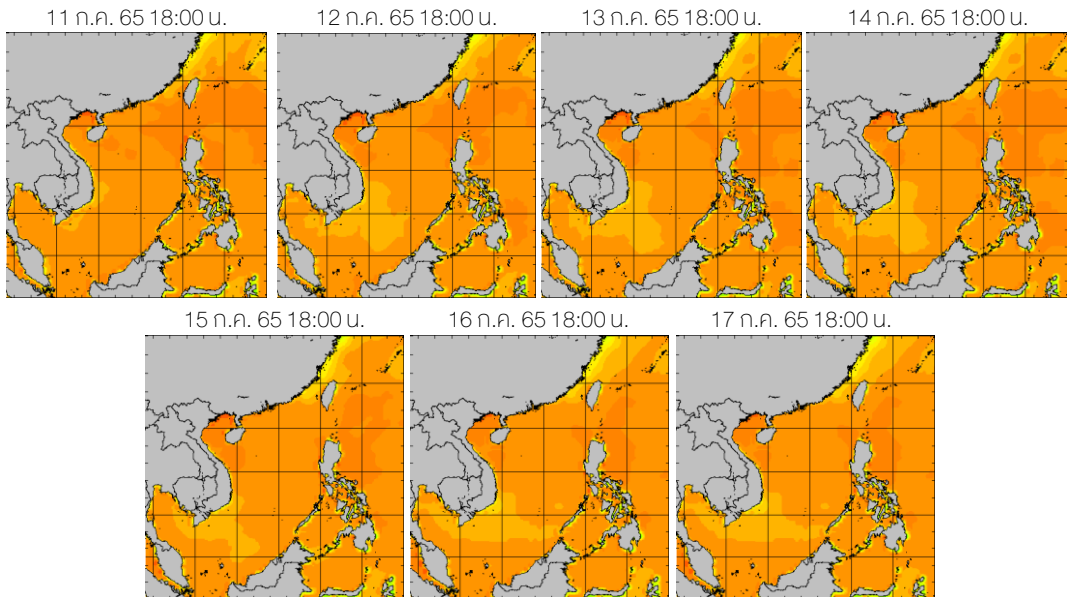 11 ก.ค. 65 18:00 น.
12 ก.ค. 65 18:00 น.
13 ก.ค. 65 18:00 น.
14 ก.ค. 65 18:00 น.
15 ก.ค. 65 18:00 น.
16 ก.ค. 65 18:00 น.
17 ก.ค. 65 18:00 น.